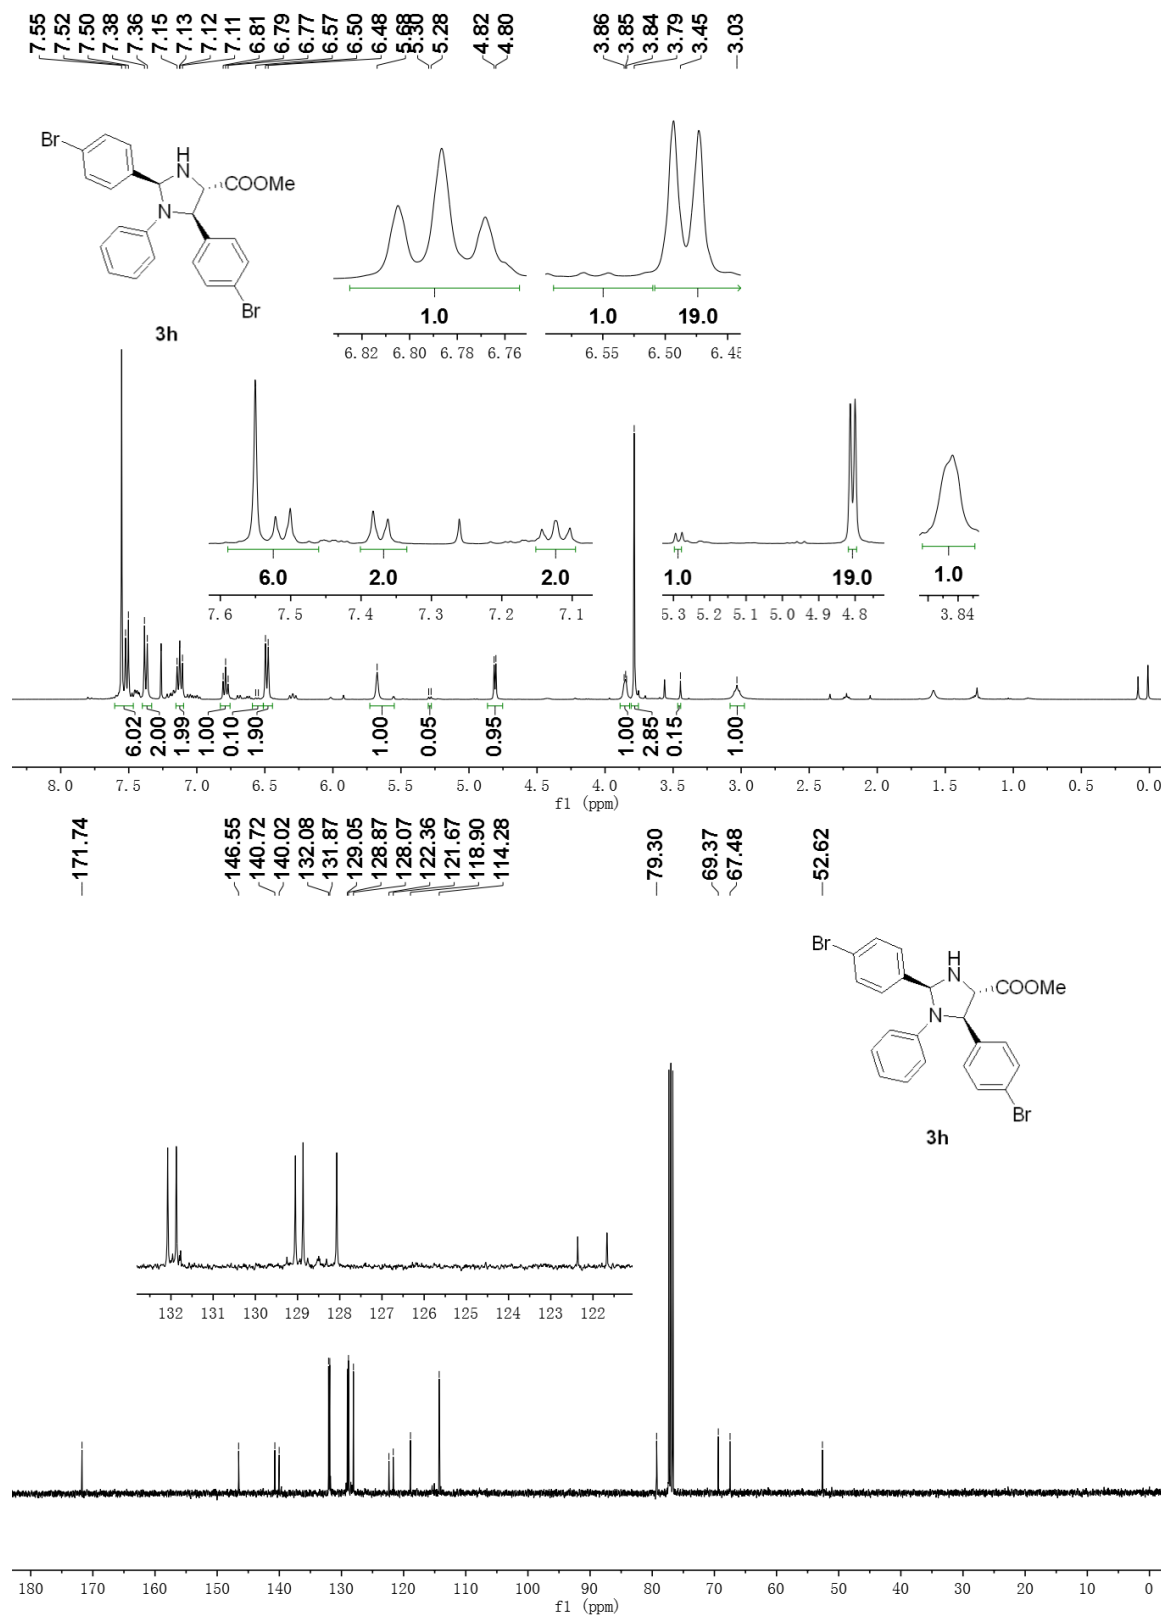 7.55 7.52 7.50 7.38 7.36 7.15 7.13 7.12 7.11 6.81 6.79 6.77 6.57 6.50 6.48 5.68 5.30 5.28 4.82 4.80 3.86 3.85 3.84 3.79 3.45 3.03
Br
H
N
COOMe
N
Br
3h
1.0
6.82 6.80 6.78 6.76
1.0 19.0
6.55 6.50 6.45
6.0 2.0 2.0
7.6 7.5 7.4 7.3 7.2 7.1
1.0 19.0
5.3 5.2 5.1 5.0 4.9 4.8
1.0
3.84
6.02 2.00 1.99 1.00 0.10 1.90 1.00 0.05 0.95 1.00 2.85 0.15 1.00
8.0 7.5 7.0 6.5 6.0 5.5 5.0 4.5 4.0 3.5 3.0 2.5 2.0 1.5 1.0 0.5 0.0
f1 (ppm)
171.74 146.55 140.72 140.02 132.08 131.87 129.05 128.87 128.07 122.36 121.67 118.90 114.28 79.30 69.37 67.48 52.62
Br
H
N
COOMe
N
Br
3h
132 131 130 129 128 127 126 125 124 123 122
180 170 160 150 140 130 120 110 100 90 80 70 60 50 40 30 20 10 0
f1 (ppm)